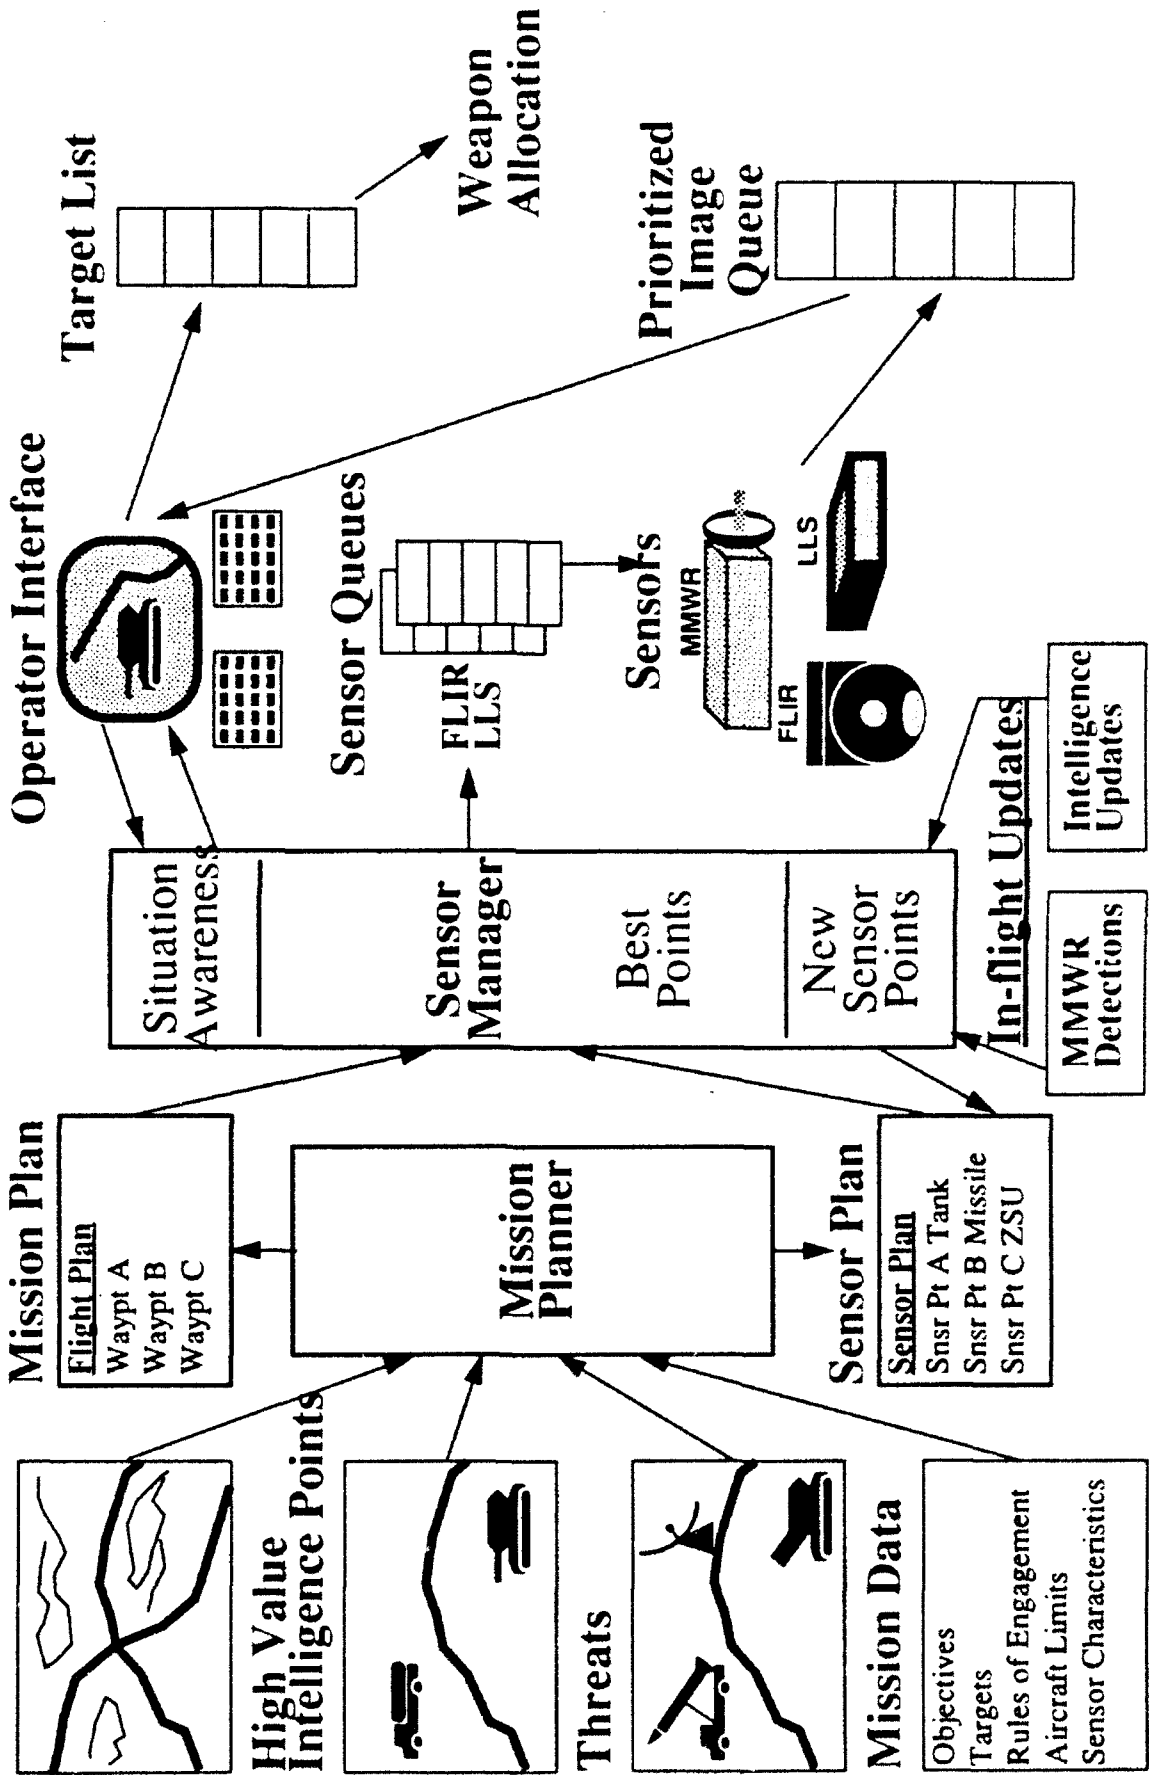 High Value
Intelligence Points
Threats
Mission Data
Objectives
Targets
Rules of Engagement
Aircraft Limits
Sensor Characteristics
Mission Plan
Flight Plan
Waypt A
Waypt B
Waypt C
Mission
Planner
Sensor Plan
Sensor Plan
Snsr Pt A Tank
Snsr Pt B Missile
Snsr Pt C ZSU
Situation
Awareness
Sensor
Manager
Best
Points
New
Sensor
Points
In-flight Updates
MMWR
Detections
Intelligence
Updates
Operator Interface
Sensor Queues
FLIR
LLS
Sensors
MMWR
FLIR
LLS
Target List
Weapon
Allocation
Prioritized
Image
Queue